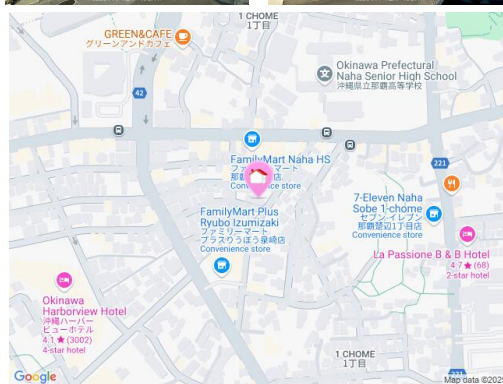 1 CHOME
1丁目
GREEN&CAFE
グリーンアンドカフェ
Okinawa Prefectural
Naha Senior High School
沖縄県立那覇高等学校
42
FamilyMart Naha HS
ファミリーマート
Convenience store
221
FamilyMart Plus
Ryubo Izumizaki
ファミリーマート
プラスりうぼう泉崎店
Convenience store
7-Eleven Naha
Sobe 1-chome
セブン-イレブン
那覇楚辺1丁目店
Convenience store
La Passione B & B Hotel
4.7 ★ (68)
2-star hotel
Okinawa
Harborview Hotel
沖縄ハーバー
ビューホテル
4.1 ★ (3002)
4-star hotel
1 CHOME
1丁目
221
Google
Map data ©202